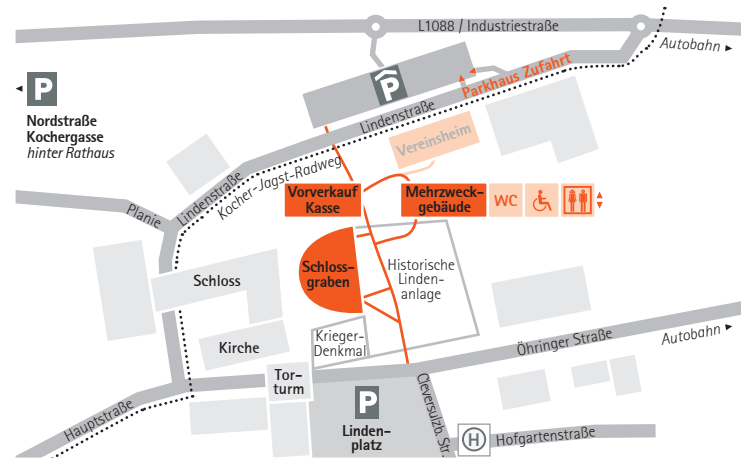 L1088 / Industriestraße
Autobahn
P
Nordstraße
Kochergasse
hinter Rathaus
P
Parkhaus Zufahrt
Lindenstraße
Vereinsheim
Kocher-Jagst-Radweg
Lindenstraße
Planie
Vorverkauf
Kasse
Mehrzweck-
gebäude
WC
Schloss
Schloss-
graben
Historische
Linden-
anlage
Kirche
Krieger-
Denkmal
Öhringer Straße
Autobahn
Tor-
turm
Hauptstraße
P
Linden-
platz
Cleversulzb. Str.
H
Hofgartenstraße